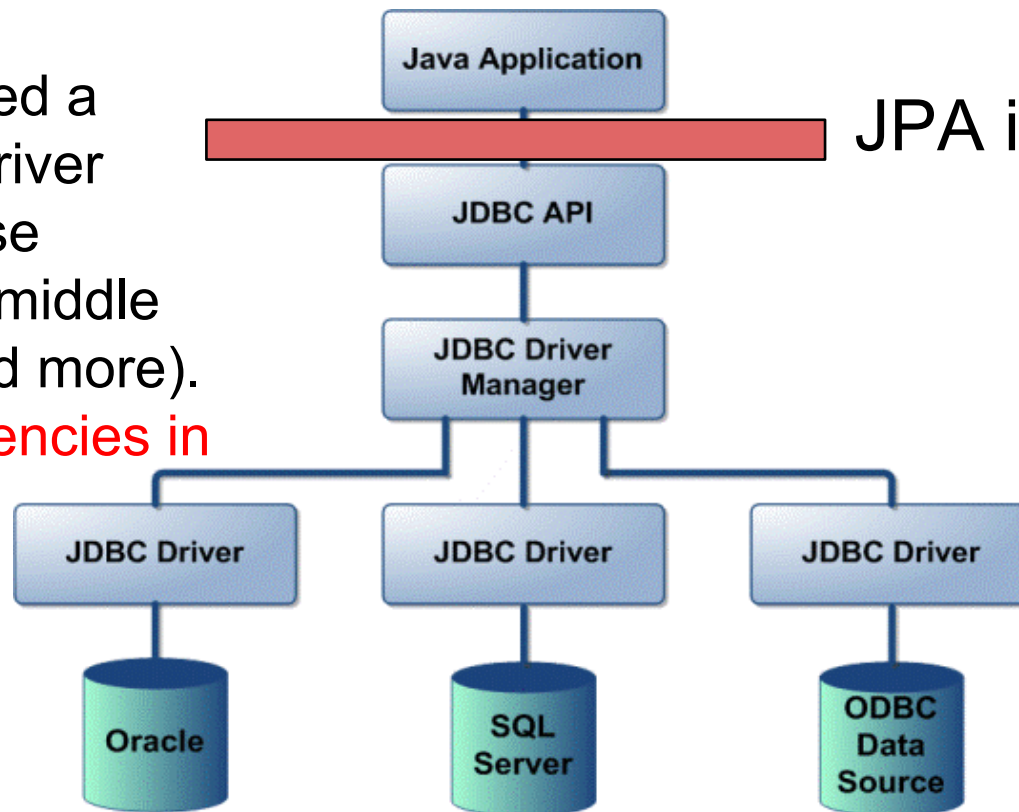 ed a
river
se
middle
d more).
encies in
JPA i
Java Application
JDBC API
JDBC Driver
Manager
JDBC Driver
JDBC Driver
JDBC Driver
Oracle
SQL
Server
ODBC
Data
Source